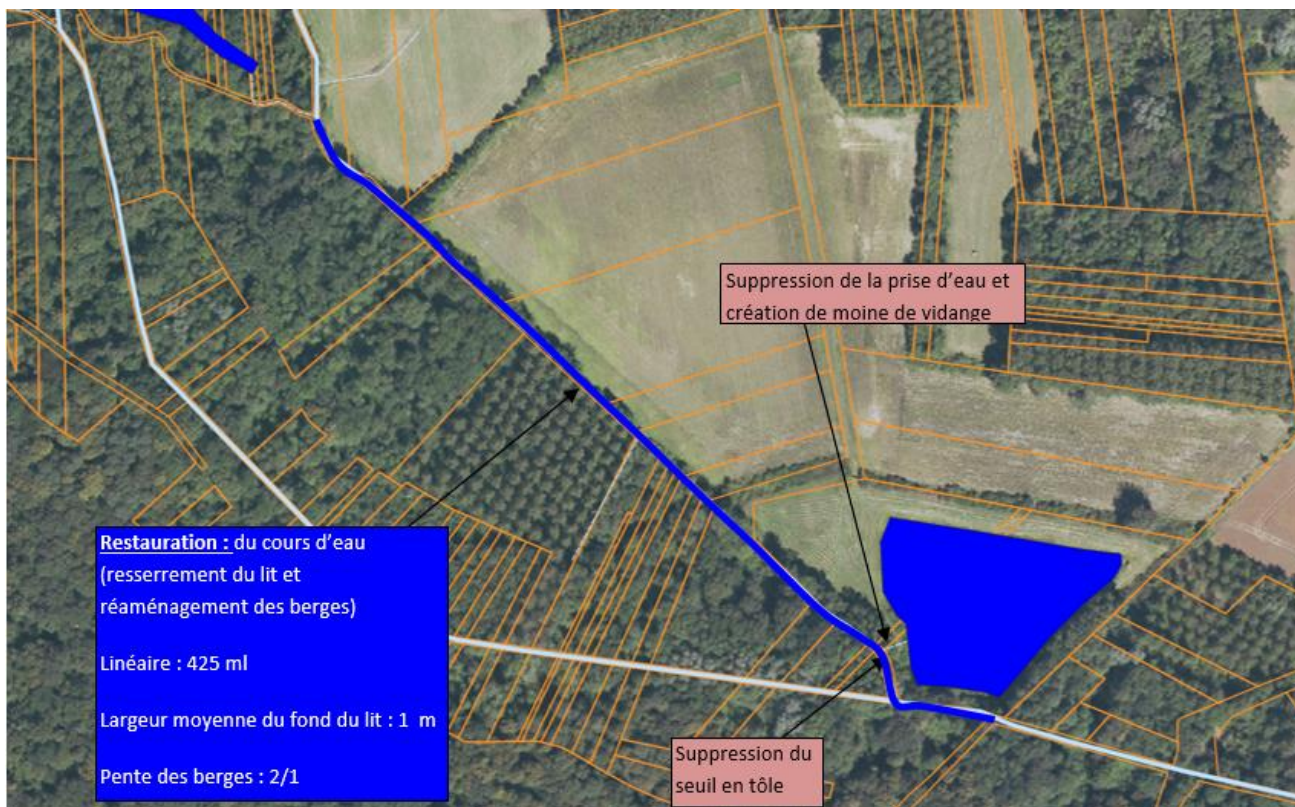 Suppression de la prise d'eau et
création de moine de vidange
Restauration : du cours d'eau
(resserrement du lit et
réaménagement des berges)
Linéaire : 425 ml
Largeur moyenne du fond du lit : 1 m
Pente des berges : 2/1
Suppression du
seuil en tôle